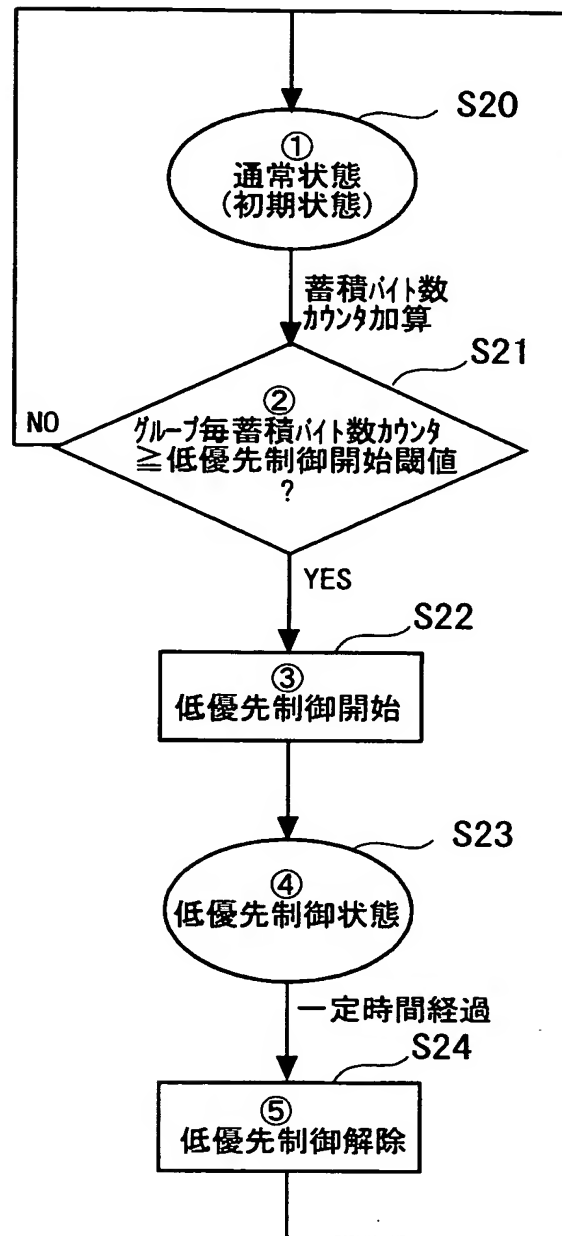 S20
①
通常状態
(初期状態)
蓄積バイト数
カウンタ加算
S21
②
グループ毎蓄積バイト数カウンタ
≧低優先制御開始閾値
?
NO
YES
S22
③
低優先制御開始
S23
④
低優先制御状態
一定時間経過
S24
⑤
低優先制御解除